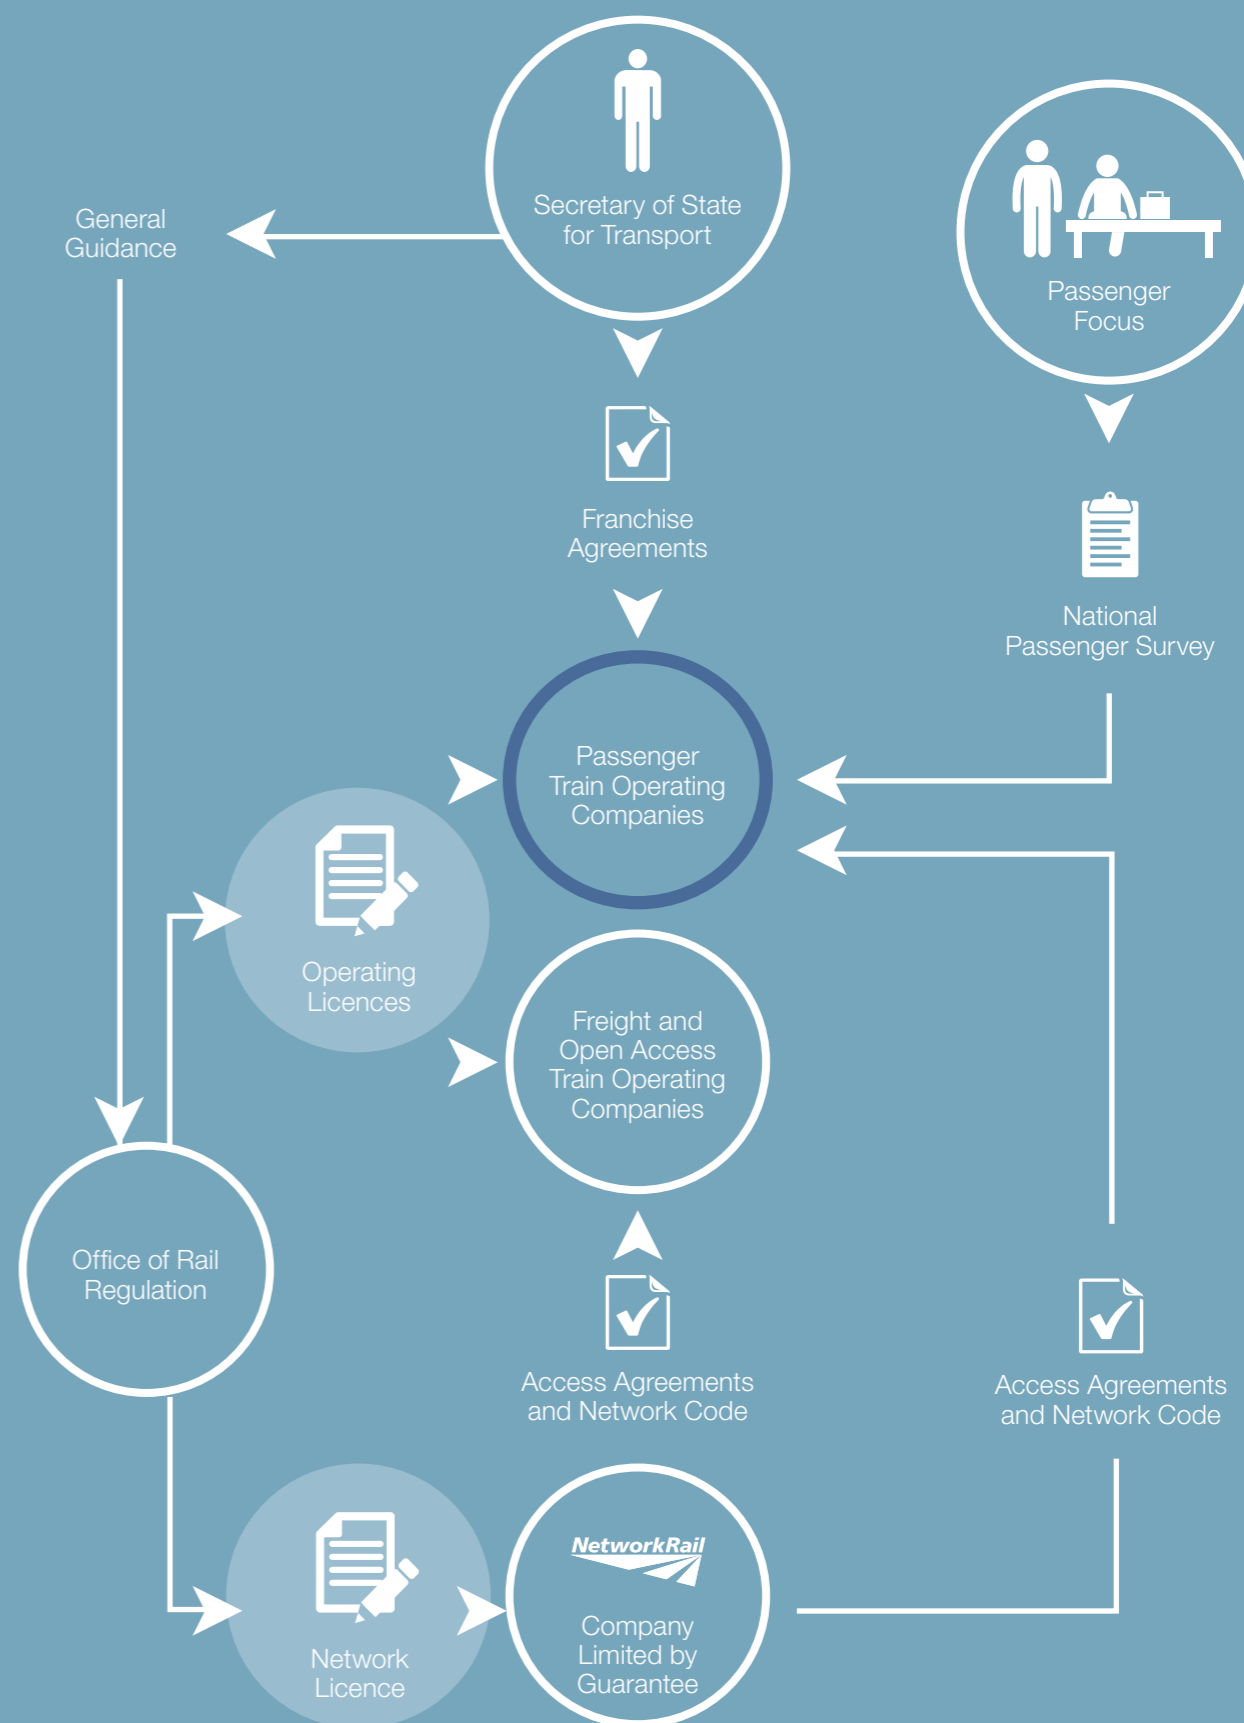 Secretary of State
for Transport
General
Guidance
Passenger
Focus
Franchise
Agreements
National
Passenger Survey
Passenger
Train Operating
Companies
Operating
Licences
Freight and
Open Access
Train Operating
Companies
Office of Rail
Regulation
Access Agreements
and Network Code
Access Agreements
and Network Code
NetworkRail
Company
Limited by
Guarantee
Network
Licence